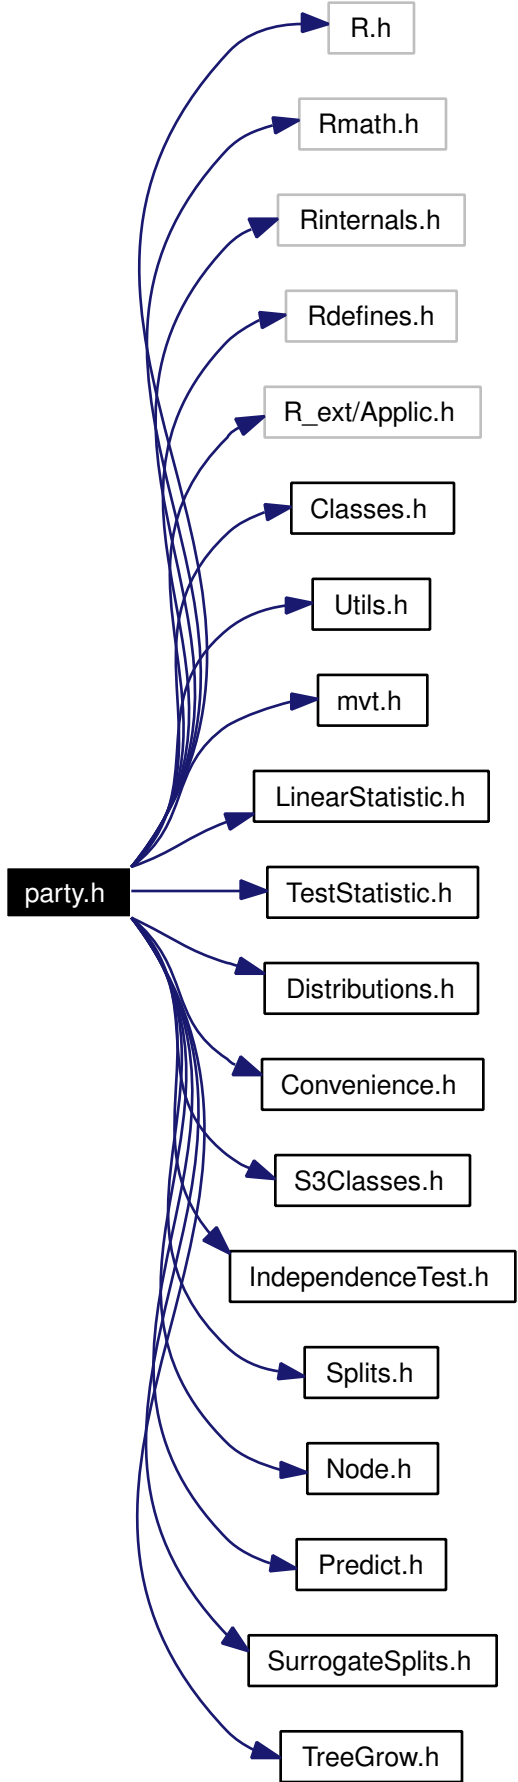 R.h
Rmath.h
Rinternals.h
Rdefines.h
R_ext/Applic.h
Classes.h
Utils.h
mvt.h
LinearStatistic.h
party.h
TestStatistic.h
Distributions.h
Convenience.h
S3Classes.h
IndependenceTest.h
Splits.h
Node.h
Predict.h
SurrogateSplits.h
TreeGrow.h